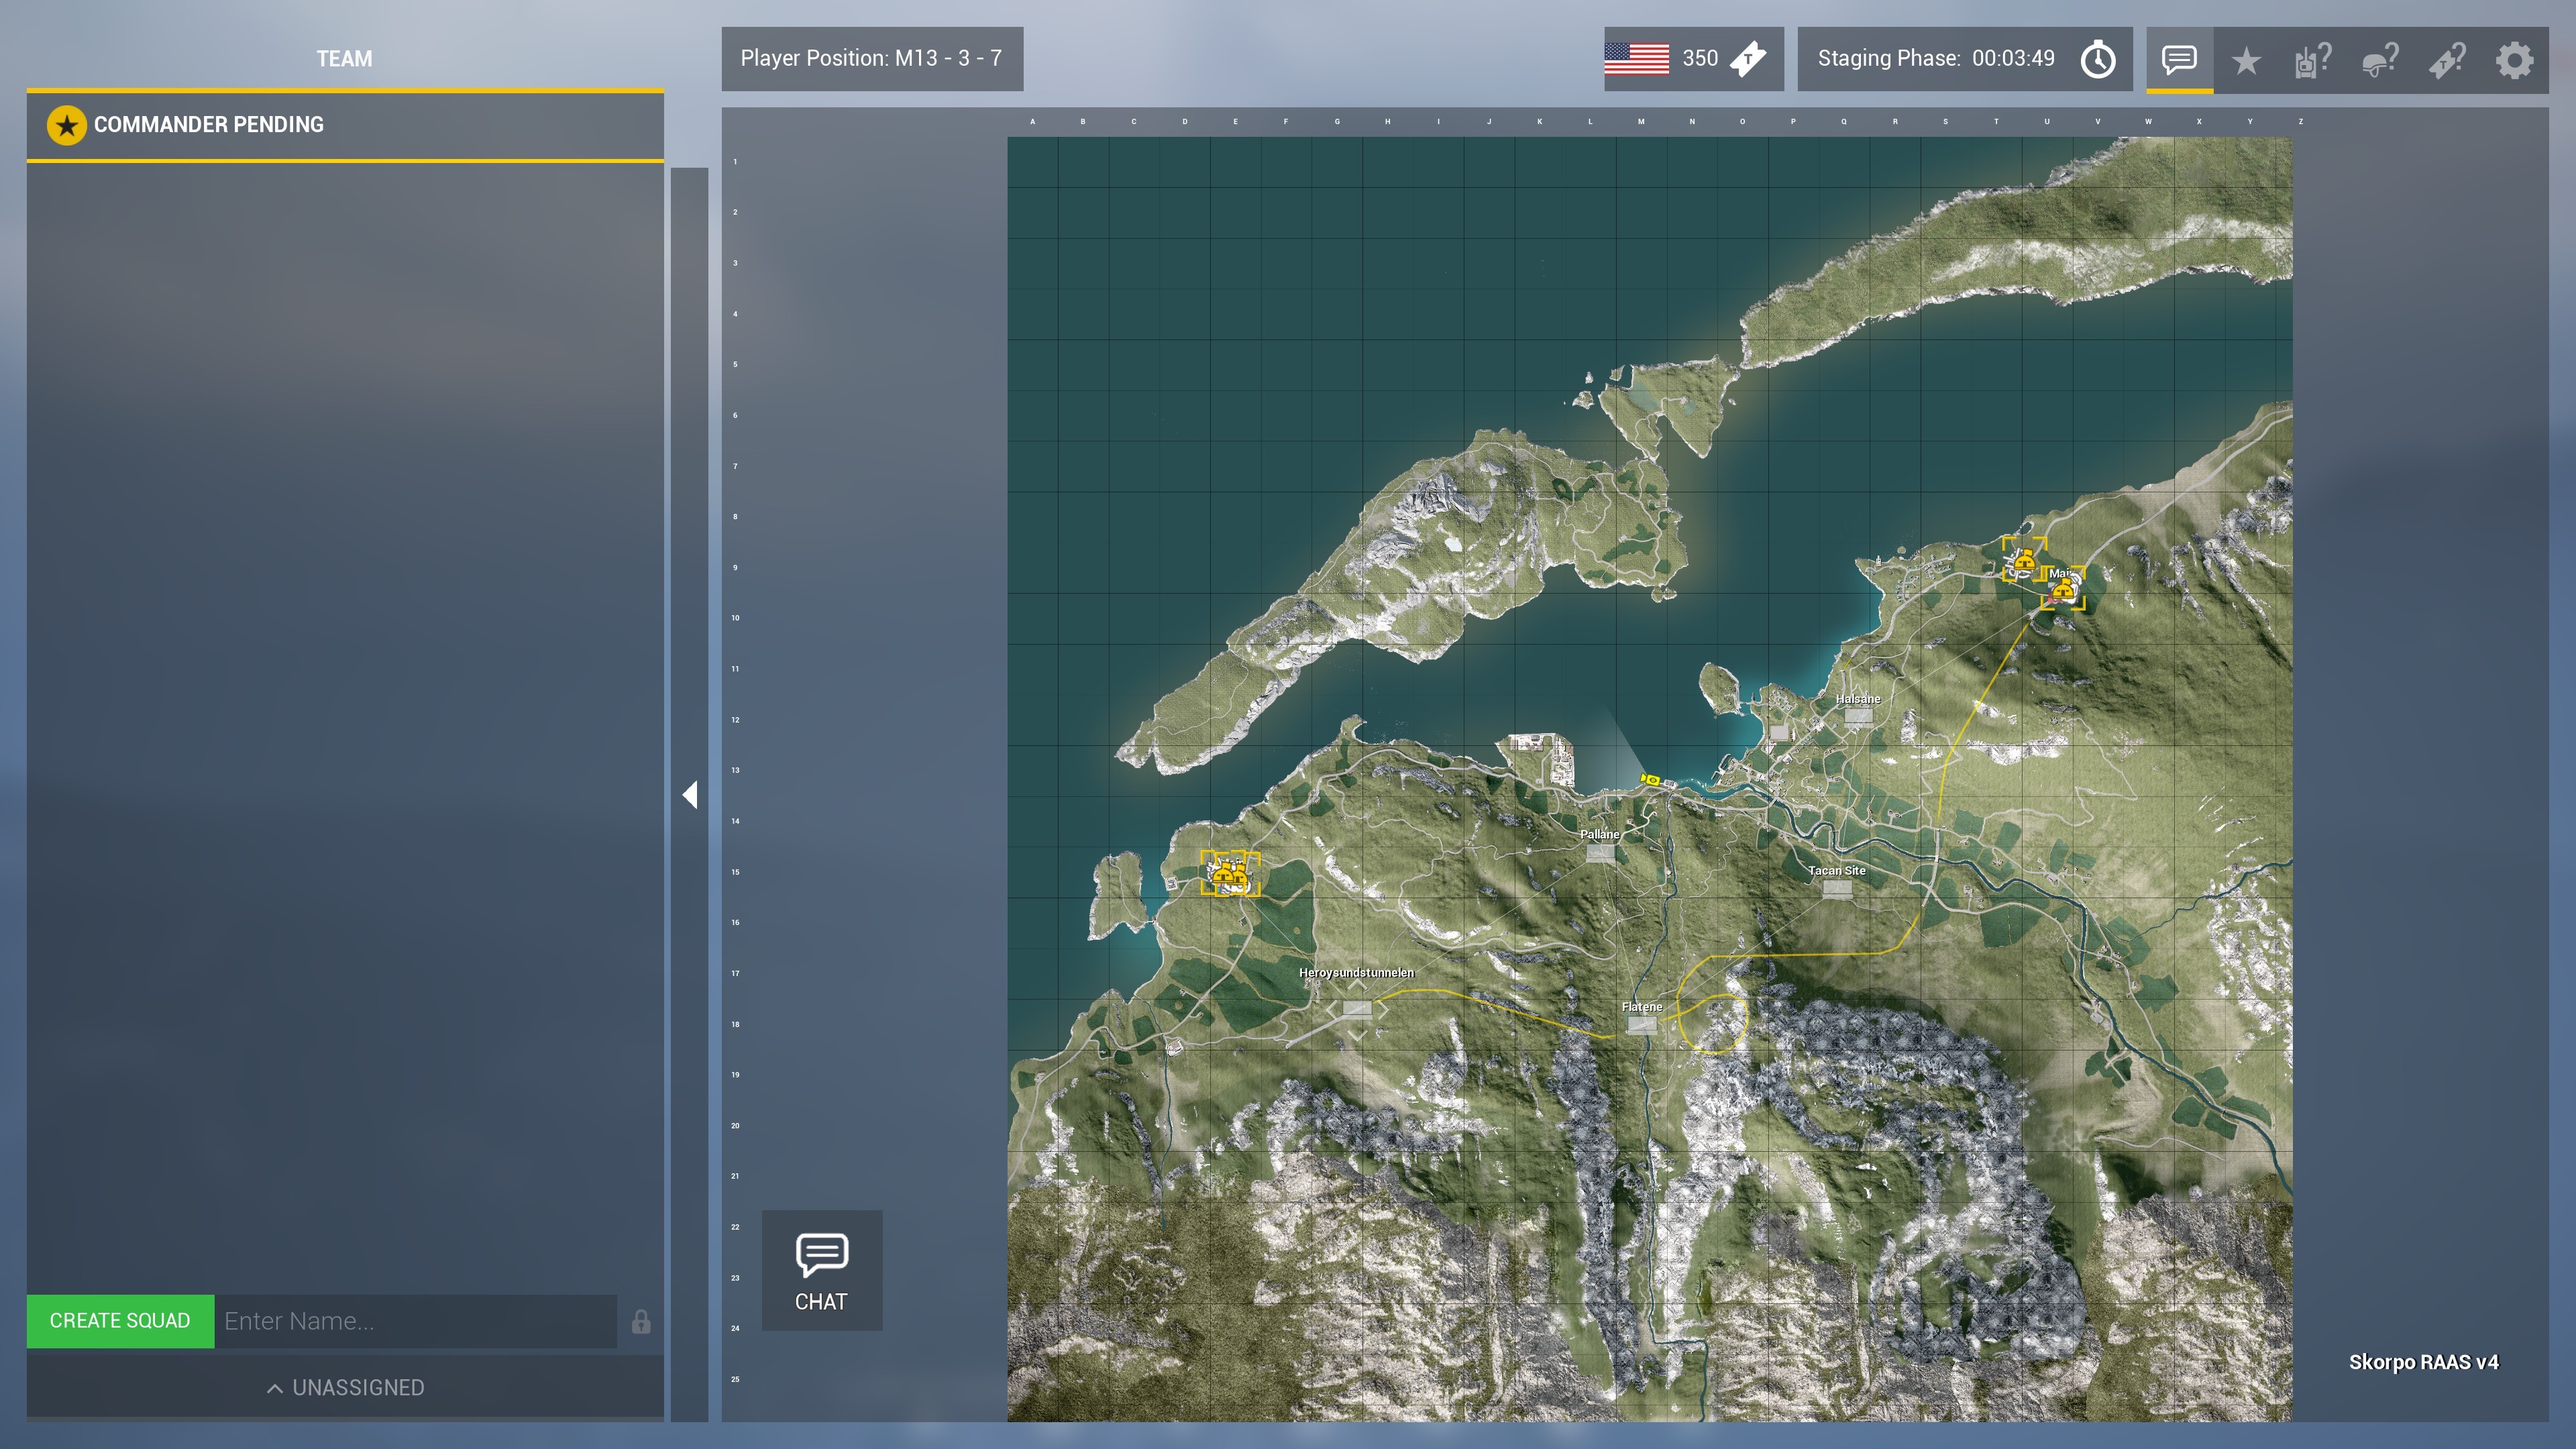 TEAM
Player Position: M13 - 3 - 7
350
Staging Phase: 00:03:49
COMMANDER PENDING
A B C D E F G H I J K L M N O P Q R S T U V W X Y Z
1
2
3
4
5
6
7
8
9
10
11
12
13
14
15
16
17
18
19
20
21
22
23
24
25
Halsane
Pallane
Tacan Site
Heroysundstunnelen
Flatene
CHAT
CREATE SQUAD Enter Name...
UNASSIGNED
Skorpo RAAS v4